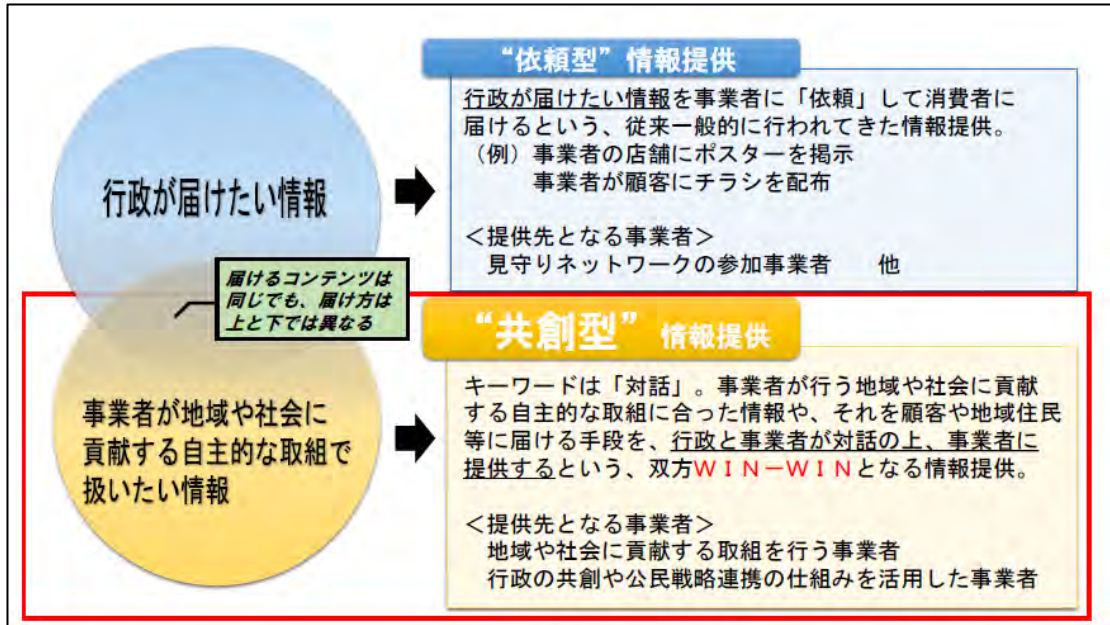 “依頼型” 情報提供
行政が届けたい情報を事業者に「依頼」して消費者に
届けるという、従来一般的に行われてきた情報提供。
（例）事業者の店舗にポスターを掲示
事業者が顧客にチラシを配布
＜提供先となる事業者＞
見守りネットワークの参加事業者　他
行政が届けたい情報
届けるコンテンツは
同じでも、届け方は
上と下では異なる
“共創型” 情報提供
キーワードは「対話」。事業者が行う地域や社会に貢献
する自主的な取組に合った情報や、それを顧客や地域住民
等に届ける手段を、行政と事業者が対話の上、事業者に
提供するという、双方ＷＩＮ－ＷＩＮとなる情報提供。
＜提供先となる事業者＞
地域や社会に貢献する取組を行う事業者
行政の共創や公民戦略連携の仕組みを活用した事業者
事業者が地域や社会に
貢献する自主的な取組で
扱いたい情報